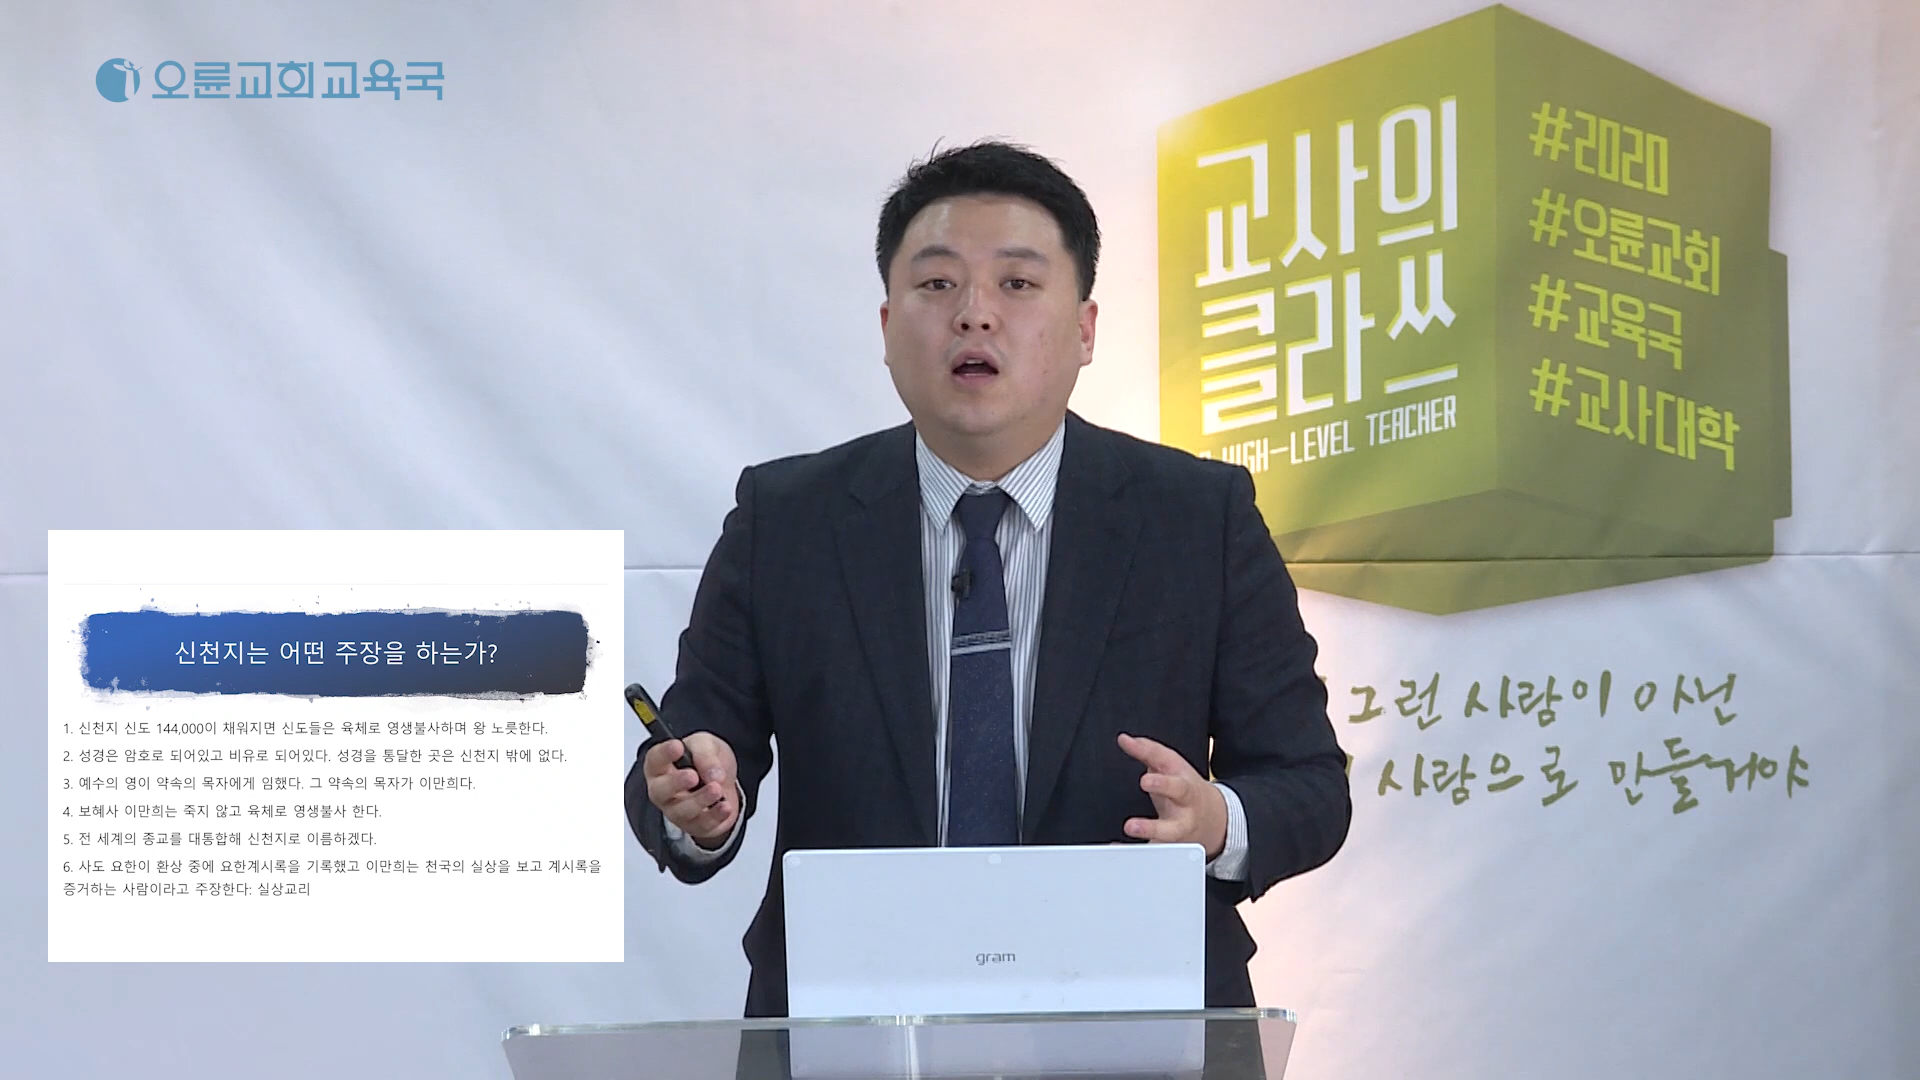 오륜교회교육국
교사의
클라쓰
HIGH-LEVEL TEACHER
#2020
#오륜교회
#교육국
#교사대학
그런 사람이 아닌
사람으로 만들거야
신천지는 어떤 주장을 하는가?
1. 신천지 신도 144,000이 채워지면 신도들은 육체로 영생불사하며 왕 노릇한다.
2. 성경은 암호로 되어있고 비유로 되어있다. 성경을 통달한 곳은 신천지 밖에 없다.
3. 예수의 영이 약속의 목자에게 임했다. 그 약속의 목자가 이만희다.
4. 보혜사 이만희는 죽지 않고 육체로 영생불사 한다.
5. 전 세계의 종교를 대통합해 신천지로 이름하겠다.
6. 사도 요한이 환상 중에 요한계시록을 기록했고 이만희는 천국의 실상을 보고 계시록을
증거하는 사람이라고 주장한다: 실상교리
gram